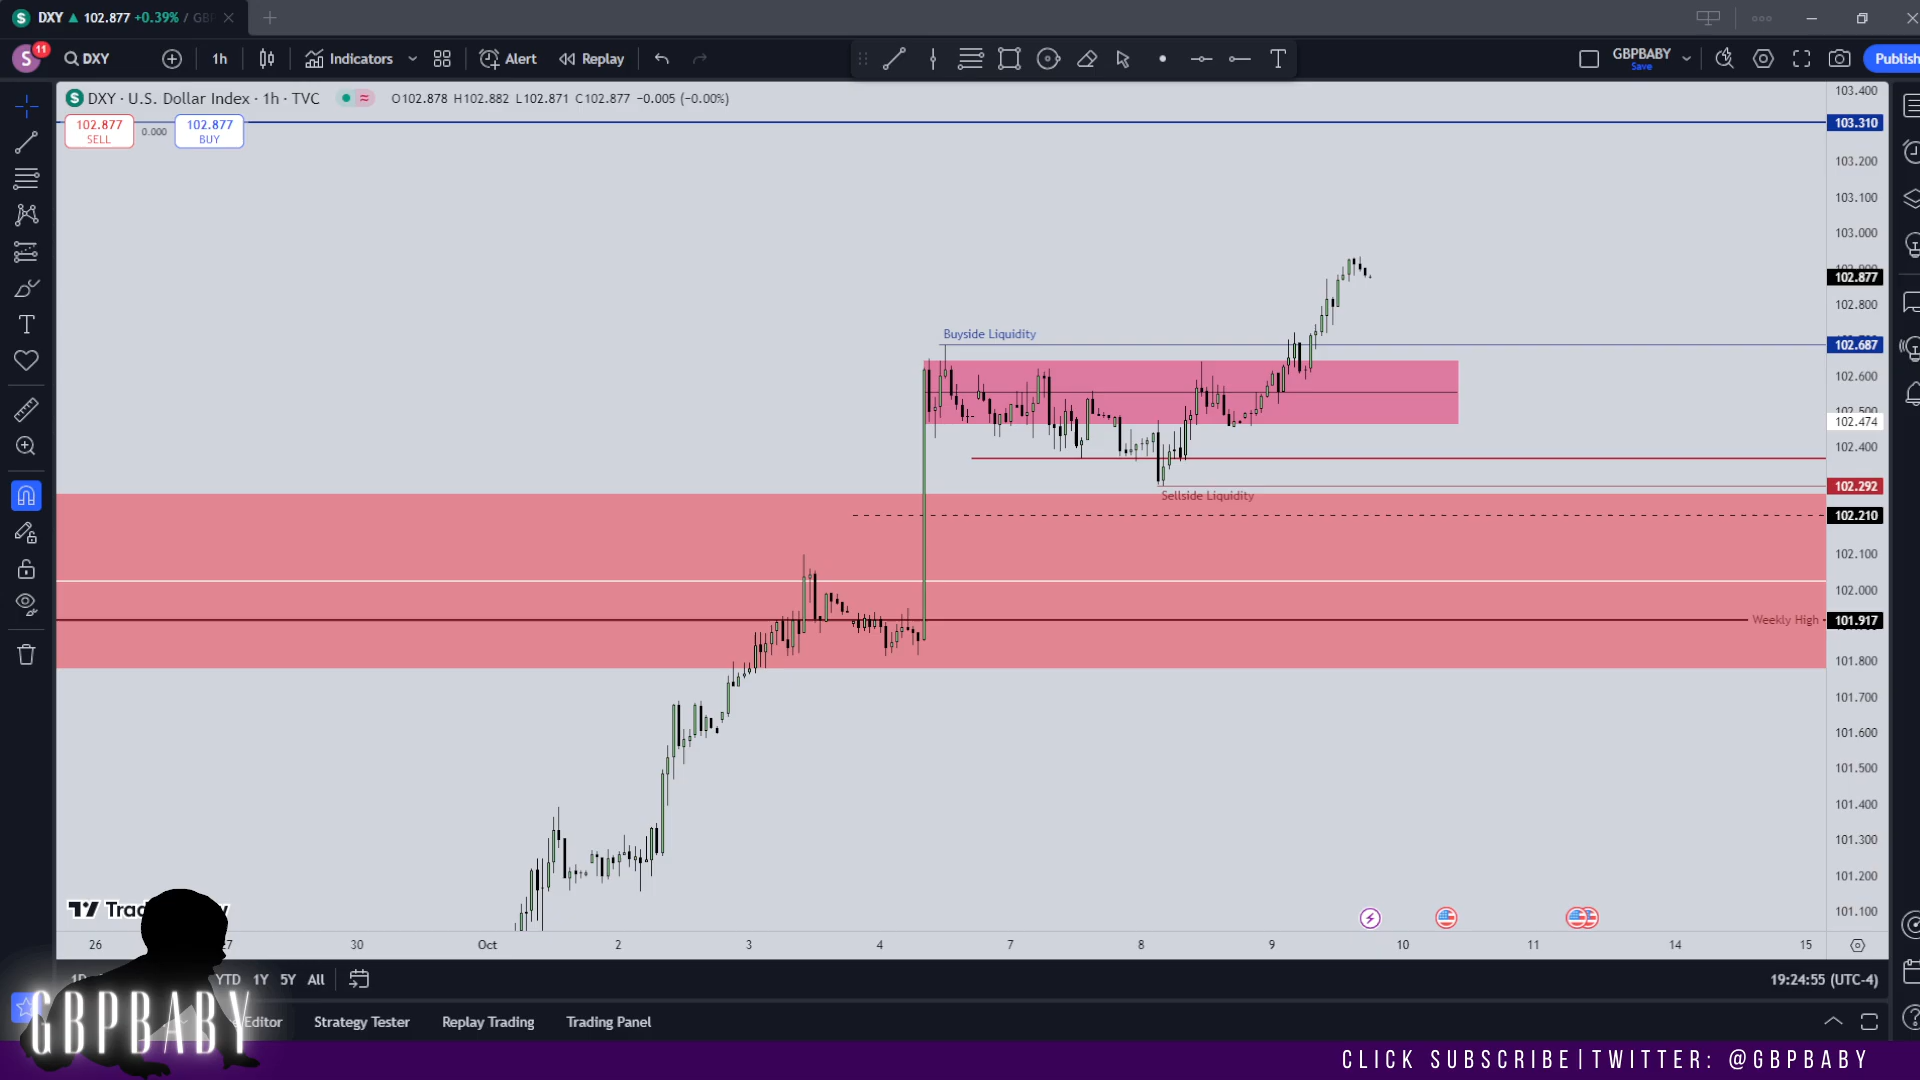 DXY ▲ 102.877 +0.39% / GB
11
DXY
1h
Indicators
Alert
Replay
GBPBABY
Save
Publish
DXY · U.S. Dollar Index · 1h · TVC
O102.878 H102.882 L102.871 C102.877 −0.005 (−0.00%)
102.877
SELL
0.000
102.877
BUY
103.400
103.310
103.200
103.100
103.000
102.877
102.800
Buyside Liquidity
102.687
102.600
102.500
102.474
102.400
102.292
Sellside Liquidity
102.210
102.100
102.000
Weekly High
101.917
101.800
101.700
101.600
101.500
101.400
101.300
101.200
101.100
26
27
30
Oct
2
3
4
7
8
9
10
11
14
15
YTD
1Y
5Y
All
19:24:55 (UTC-4)
GBPBABY
Editor
Strategy Tester
Replay Trading
Trading Panel
CLICK SUBSCRIBE|TWITTER: @GBPBABY